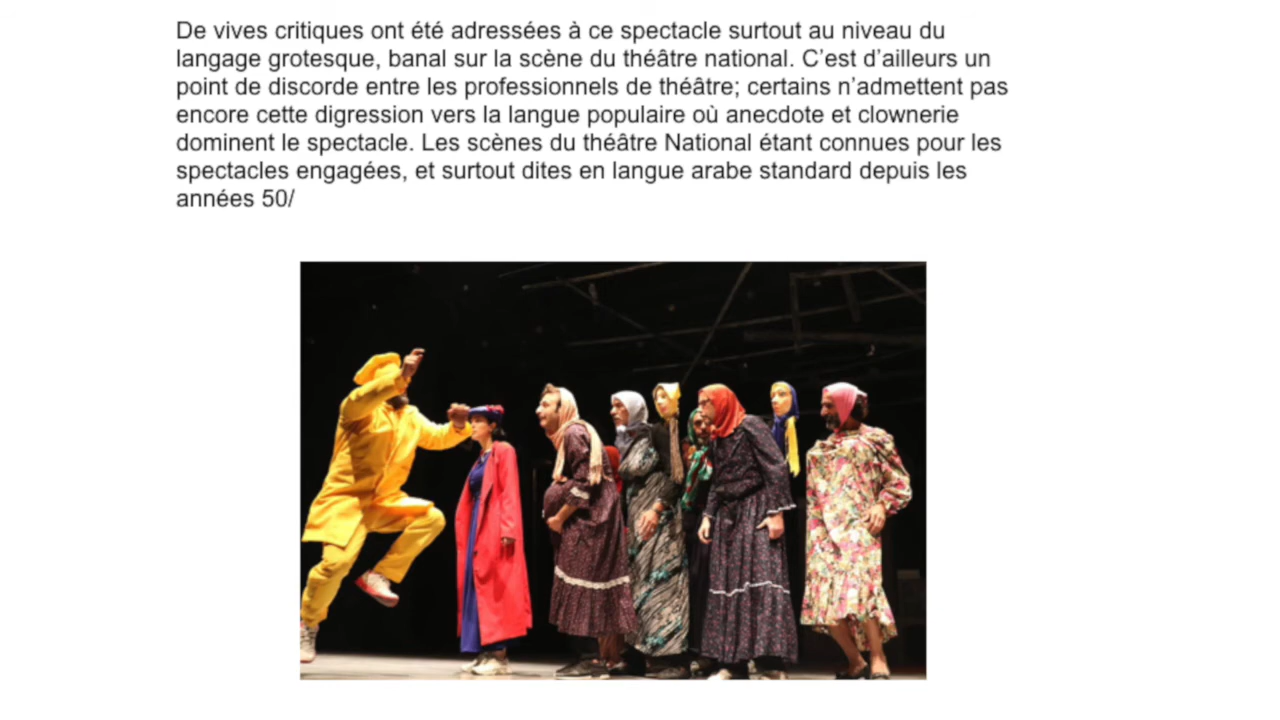 De vives critiques ont été adressées à ce spectacle surtout au niveau du
langage grotesque, banal sur la scène du théâtre national. C’est d’ailleurs un
point de discorde entre les professionnels de théâtre; certains n’admettent pas
encore cette digression vers la langue populaire où anecdote et clownerie
dominent le spectacle. Les scènes du théâtre National étant connues pour les
spectacles engagées, et surtout dites en langue arabe standard depuis les
années 50/